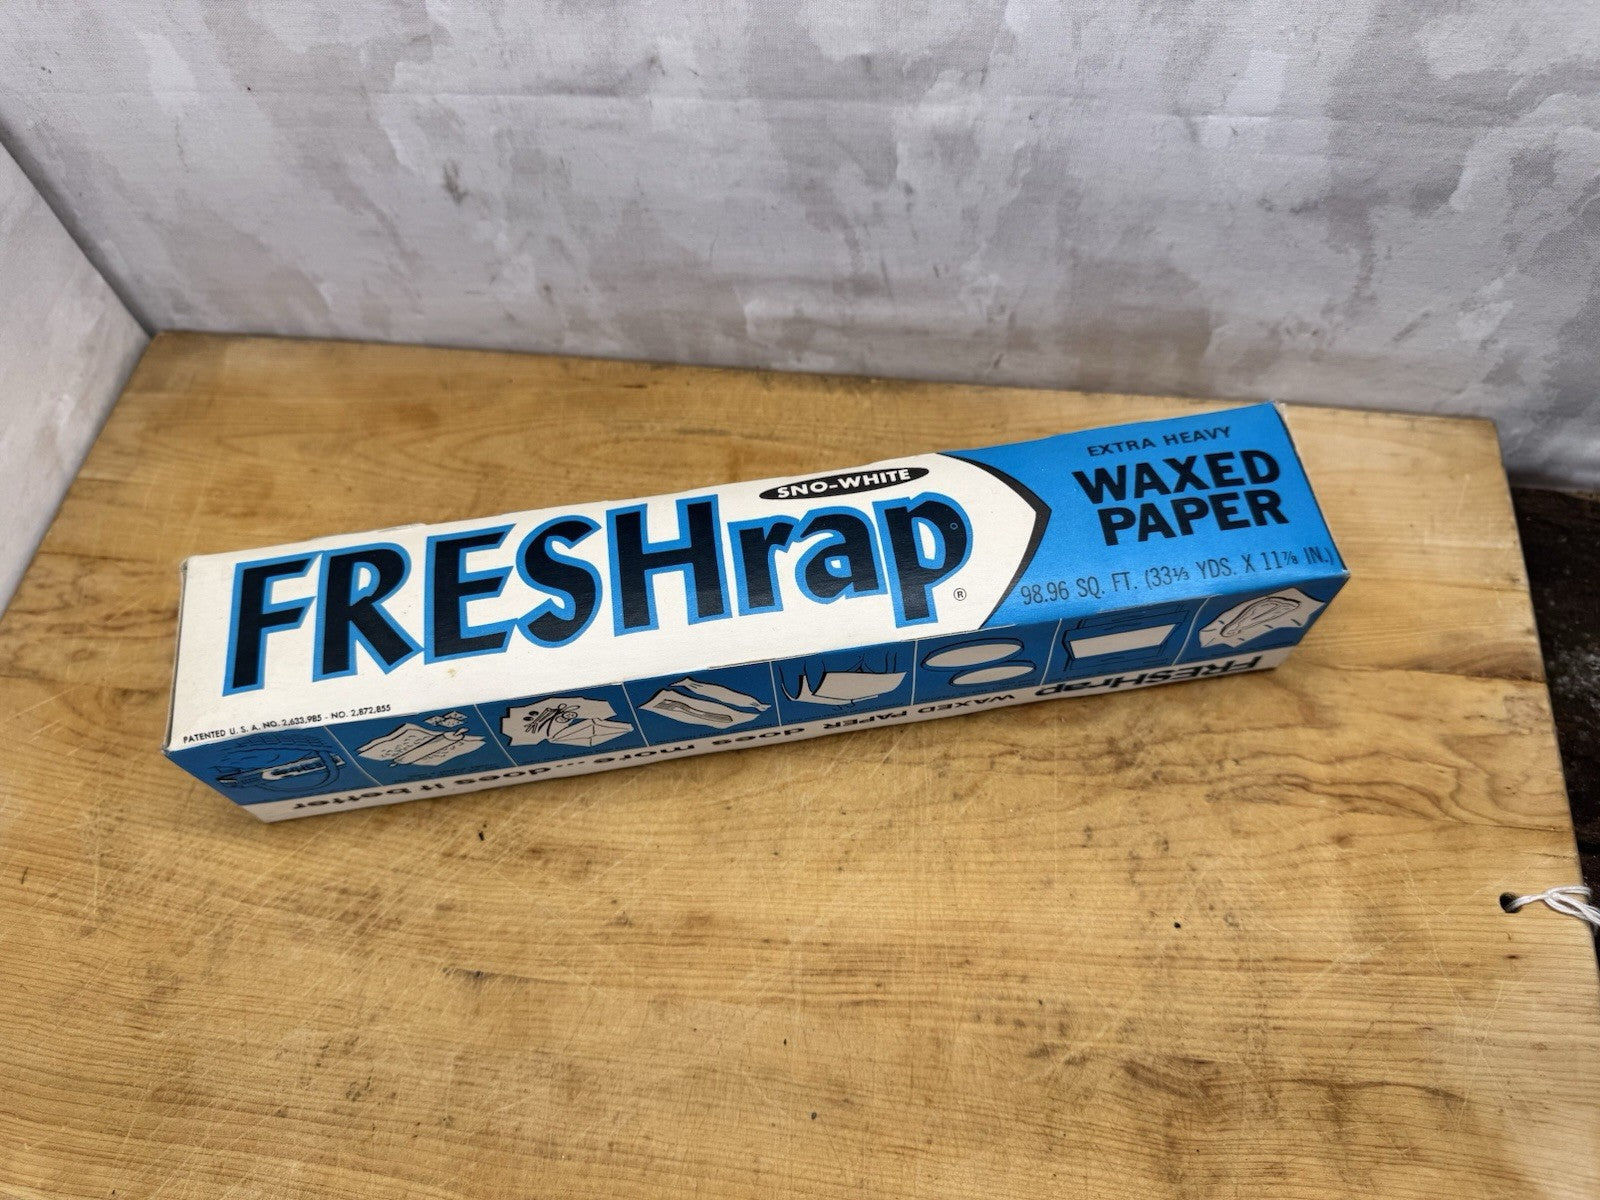 SNO-WHITE
FRESHrap®
EXTRA HEAVY
WAXED
PAPER
98.96 SQ. FT. (33⅓ YDS. X 11⅞ IN.)
PATENTED U. S. A. NO. 2,633,985 - NO. 2,872,855
FRESHrap WAXED PAPER does more... does it better